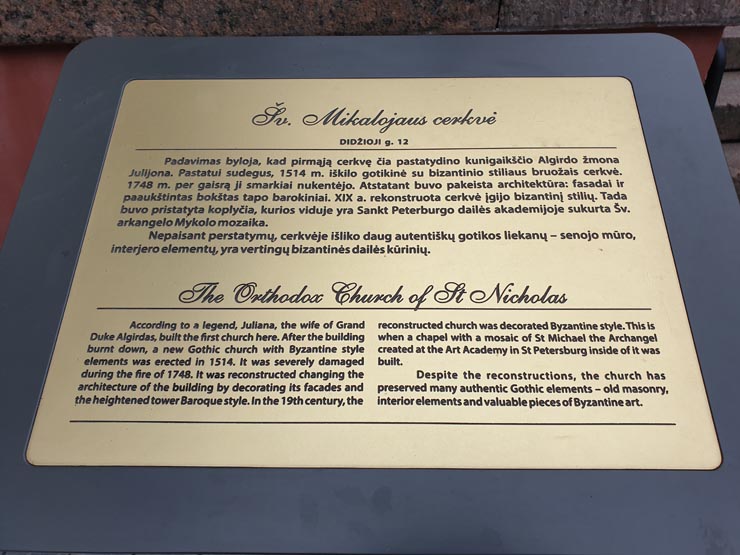 Šv. Mikalojaus cerkvė
DIDŽIOJI g. 12
Padavimas byloja, kad pirmąją cerkvę čia pastatydino kunigaikščio Algirdo žmona
Julijona. Pastatui sudegus, 1514 m. iškilo gotikinė su bizantinio stiliaus bruožais cerkvė.
1748 m. per gaisrą ji smarkiai nukentėjo. Atstatant buvo pakeista architektūra: fasadai ir
paaukštintas bokštas tapo barokiniai. XIX a. rekonstruota cerkvė įgijo bizantinį stilių. Tada
buvo pristatyta koplyčia, kurios viduje yra Sankt Peterburgo dailės akademijoje sukurta Šv.
arkangelo Mykolo mozaika.
Nepaisant perstatymų, cerkvėje išliko daug autentiškų gotikos liekanų – senojo mūro,
interjero elementų, yra vertingų bizantinės dailės kūrinių.
The Orthodox Church of St Nicholas
According to a legend, Juliana, the wife of Grand
Duke Algirdas, built the first church here. After the building
burnt down, a new Gothic church with Byzantine style
elements was erected in 1514. It was severely damaged
during the fire of 1748. It was reconstructed changing the
architecture of the building by decorating its facades and
the heightened tower Baroque style. In the 19th century, the
reconstructed church was decorated Byzantine style. This is
when a chapel with a mosaic of St Michael the Archangel
created at the Art Academy in St Petersburg inside of it was
built.
Despite the reconstructions, the church has
preserved many authentic Gothic elements – old masonry,
interior elements and valuable pieces of Byzantine art.